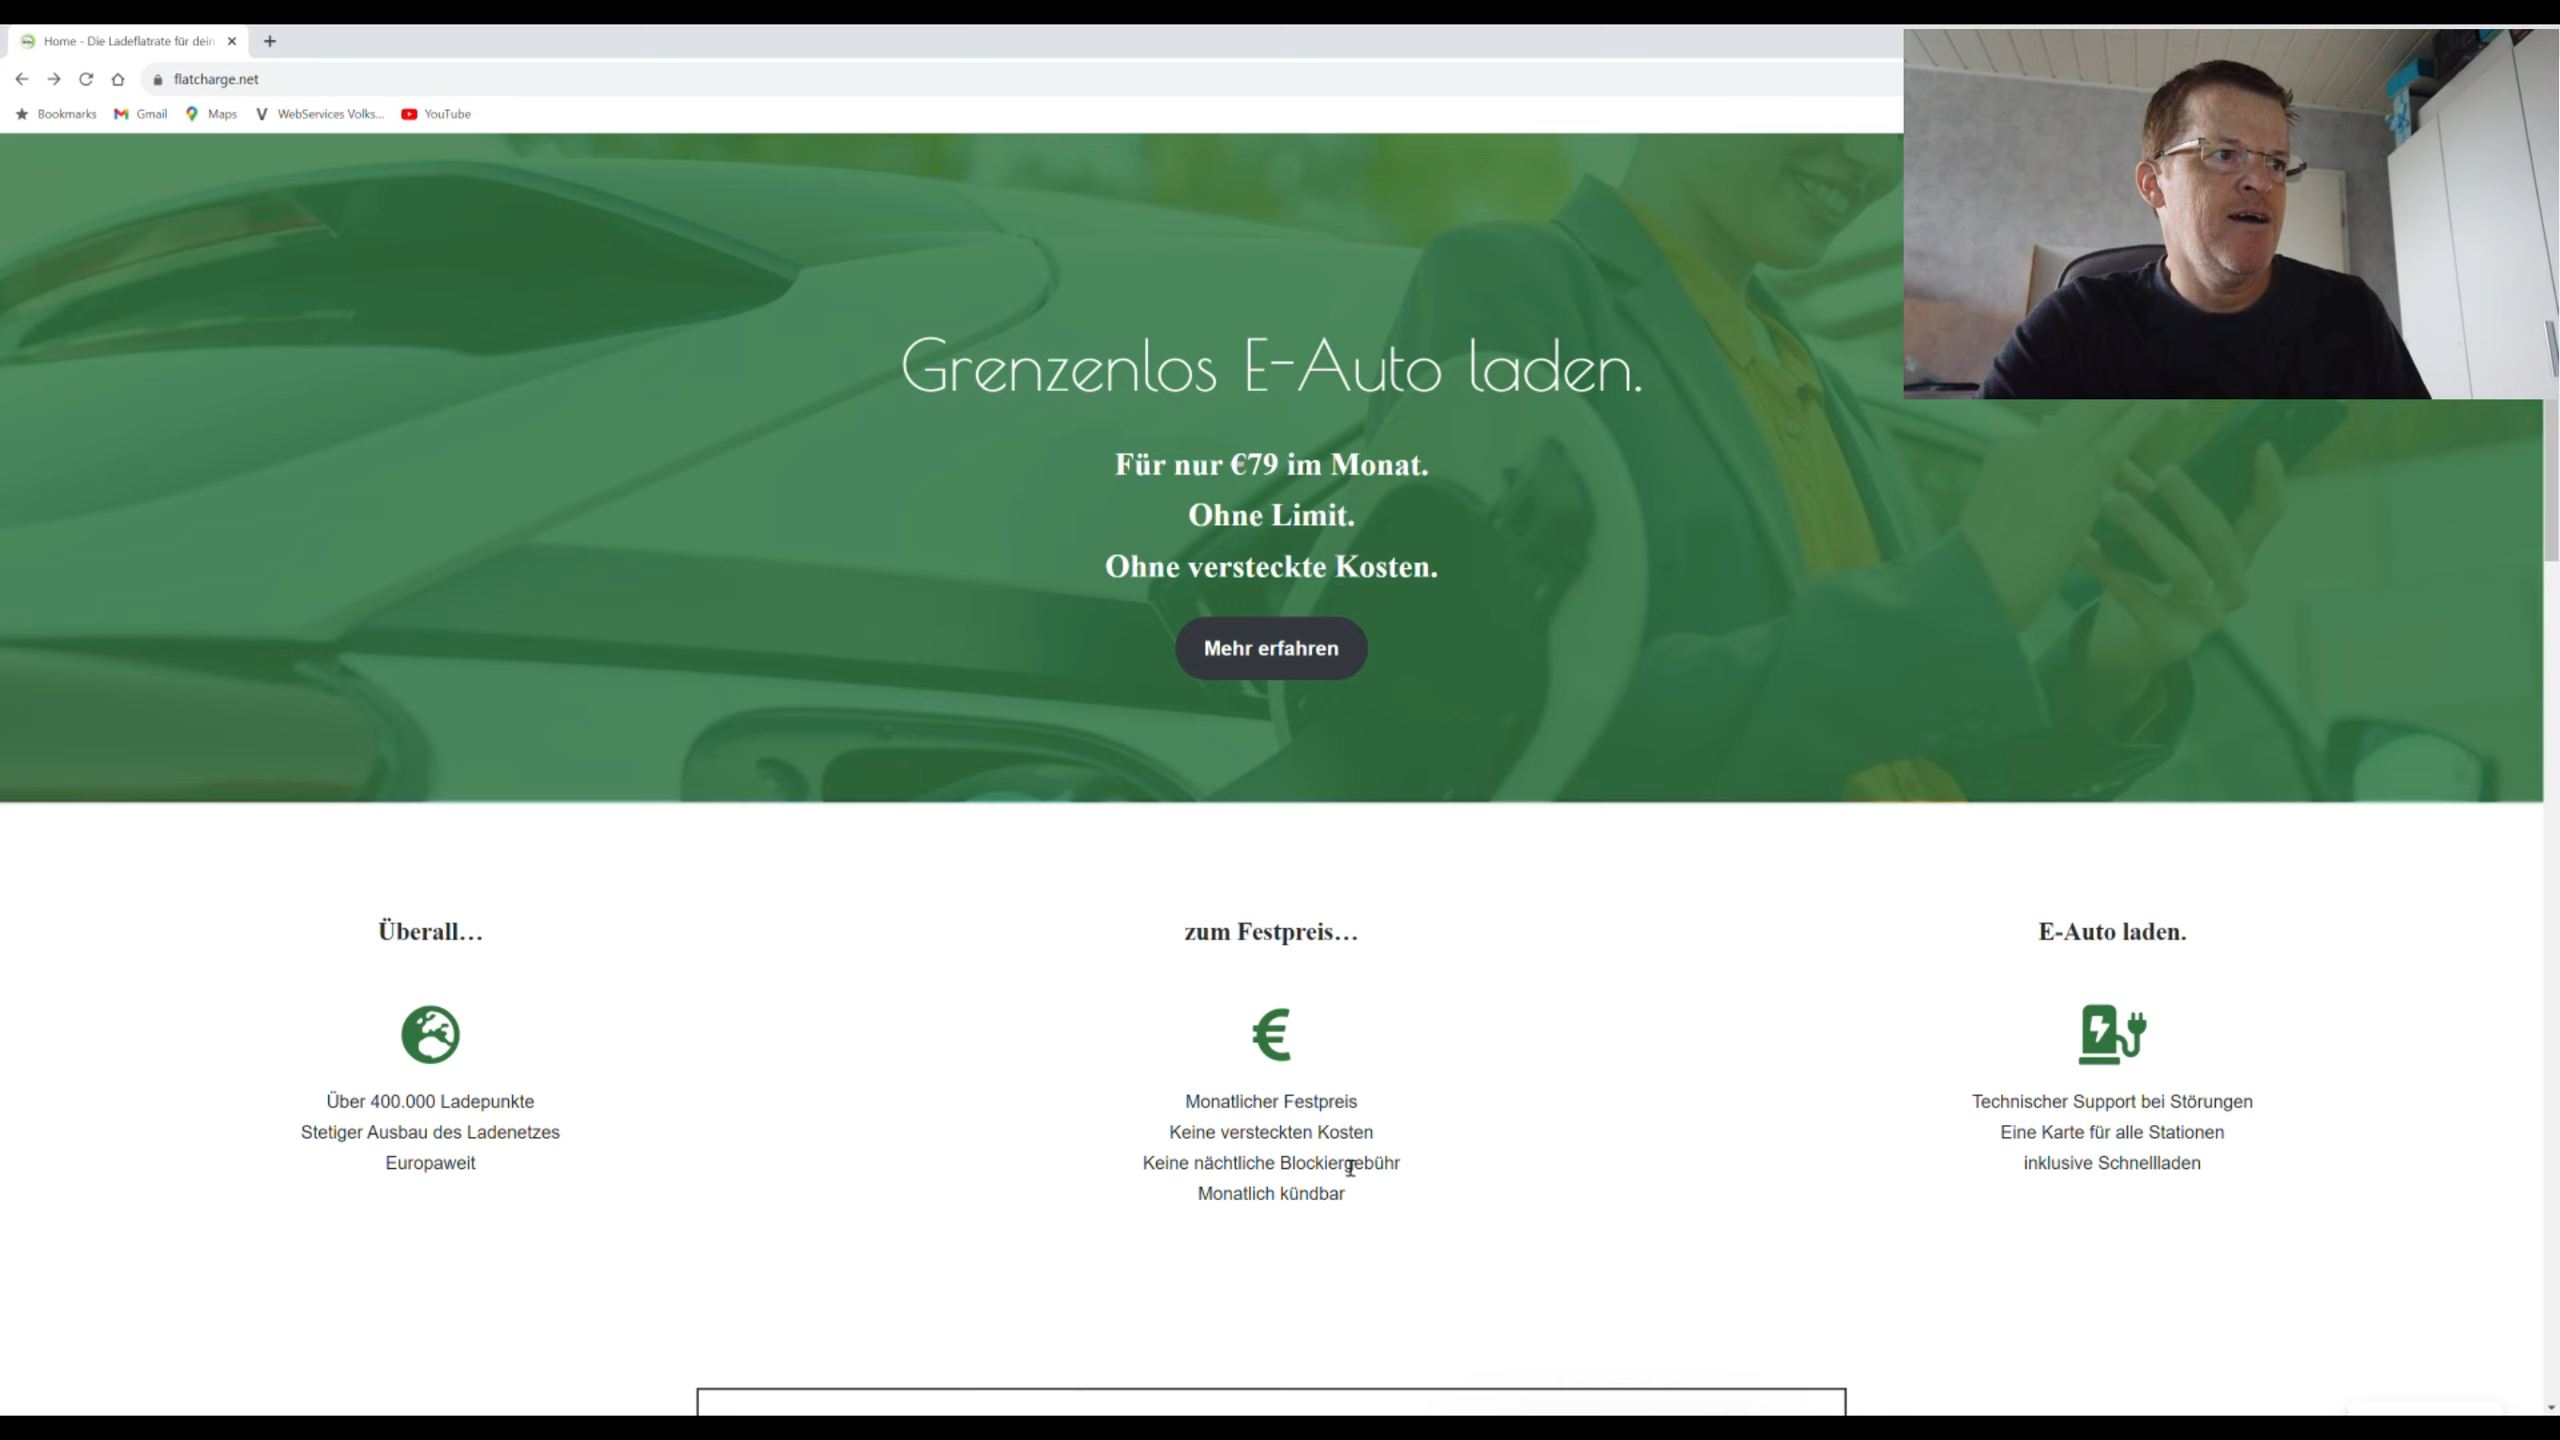 Home - Die Ladeflatrate für dein
flatcharge.net
Bookmarks Gmail Maps WebServices Volks... YouTube
Grenzenlos E-Auto laden.
Für nur €79 im Monat.
Ohne Limit.
Ohne versteckte Kosten.
Mehr erfahren
Überall...
Über 400.000 Ladepunkte
Stetiger Ausbau des Ladenetzes
Europaweit
zum Festpreis...
Monatlicher Festpreis
Keine versteckten Kosten
Keine nächtliche Blockiergebühr
Monatlich kündbar
E-Auto laden.
Technischer Support bei Störungen
Eine Karte für alle Stationen
inklusive Schnellladen